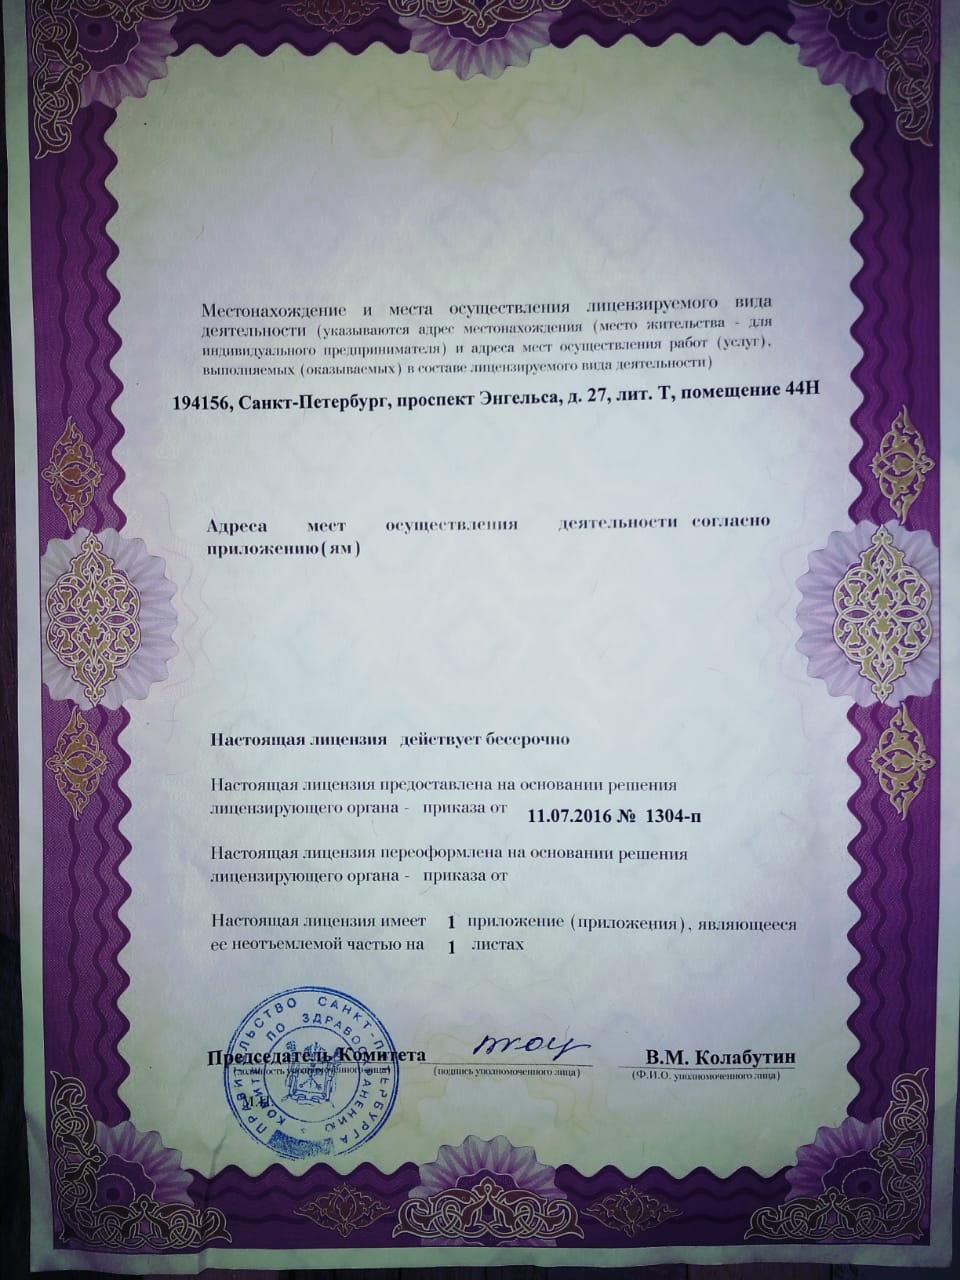 Местонахождение и места осуществления лицензируемого вида
деятельности (указываются адрес местонахождения (место жительства - для
индивидуального предпринимателя) и адреса мест осуществления работ (услуг),
выполняемых (оказываемых) в составе лицензируемого вида деятельности)
194156, Санкт-Петербург, проспект Энгельса, д. 27, лит. Т, помещение 44Н
Адреса мест осуществления деятельности согласно
приложению(ям)
Настоящая лицензия действует бессрочно
Настоящая лицензия предоставлена на основании решения
лицензирующего органа - приказа от 11.07.2016 № 1304-п
Настоящая лицензия переоформлена на основании решения
лицензирующего органа - приказа от
Настоящая лицензия имеет 1 приложение (приложения), являющееся
ее неотъемлемой частью на 1 листах
Председатель Комитета В.М. Колабутин
(должность уполномоченного лица) (подпись уполномоченного лица) (Ф.И.О. уполномоченного лица)
М.П.
ПРАВИТЕЛЬСТВО САНКТ-ПЕТЕРБУРГА
КОМИТЕТ ПО ЗДРАВООХРАНЕНИЮ